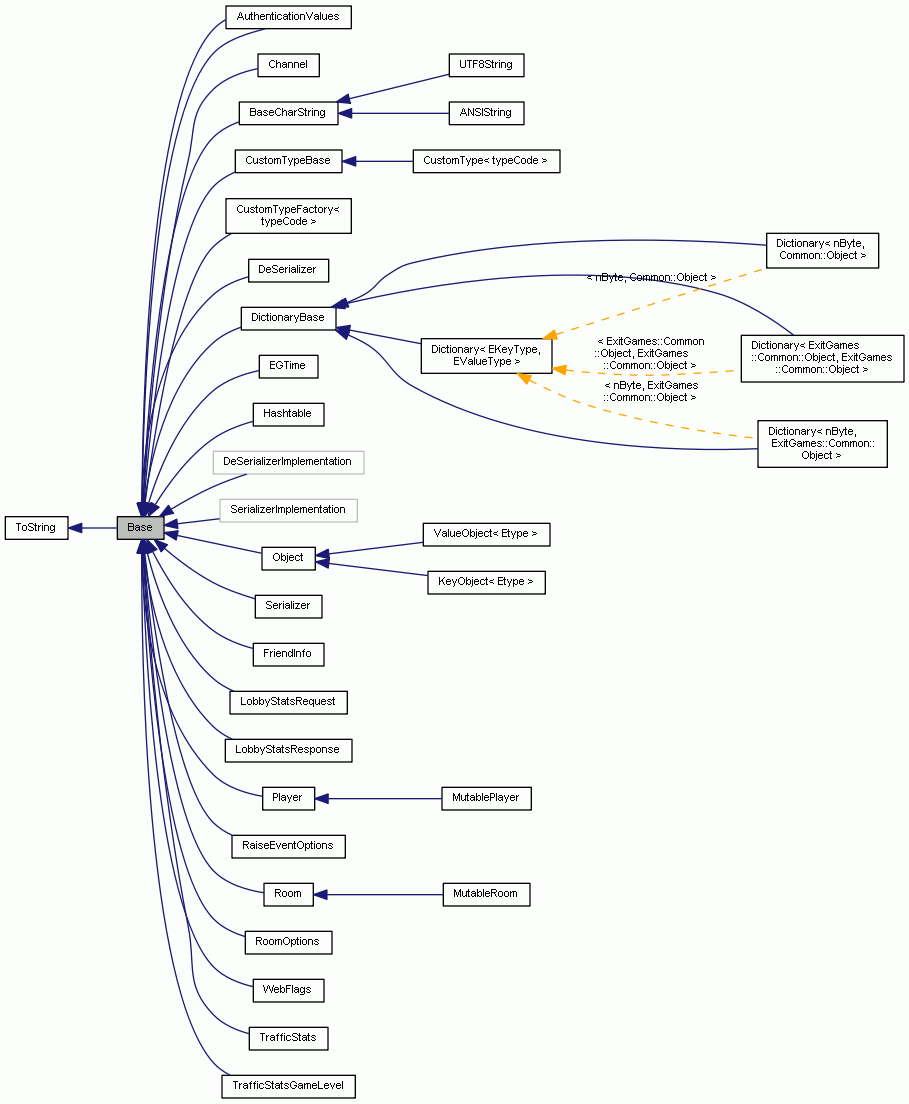 AuthenticationValues
Channel
UTF8String
BaseCharString
ANSIString
CustomTypeBase
CustomType< typeCode >
CustomTypeFactory<
typeCode >
Dictionary< nByte,
Common::Object >
DeSerializer
< nByte, Common::Object >
DictionaryBase
Dictionary< EKeyType,
EValueType >
< ExitGames::Common
::Object, ExitGames
::Common::Object >
Dictionary< ExitGames
::Common::Object, ExitGames
::Common::Object >
EGTime
< nByte, ExitGames
::Common::Object >
Hashtable
Dictionary< nByte,
ExitGames::Common::
Object >
DeSerializerImplementation
SerializerImplementation
ToString
Base
ValueObject< Etype >
Object
KeyObject< Etype >
Serializer
FriendInfo
LobbyStatsRequest
LobbyStatsResponse
Player
MutablePlayer
RaiseEventOptions
Room
MutableRoom
RoomOptions
WebFlags
TrafficStats
TrafficStatsGameLevel